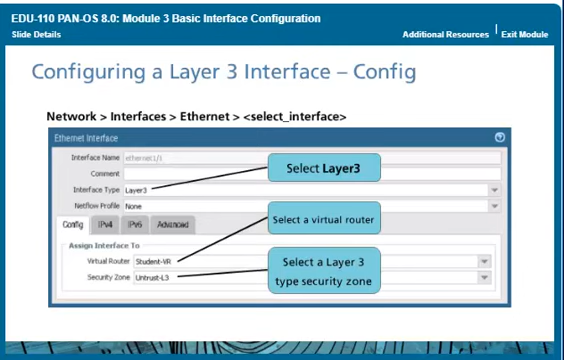 EDU-110 PAN-OS 8.0: Module 3 Basic Interface Configuration
Slide Details
Additional Resources
Exit Module
Configuring a Layer 3 Interface – Config
Network > Interfaces > Ethernet > <select_interface>
Ethernet Interface
Interface Name ethernet1/1
Comment
Interface Type Layer3
Netflow Profile None
Config IPv4 IPv6 Advanced
Assign Interface To
Virtual Router Student-VR
Security Zone Untrust-L3
Select Layer3
Select a virtual router
Select a Layer 3
type security zone